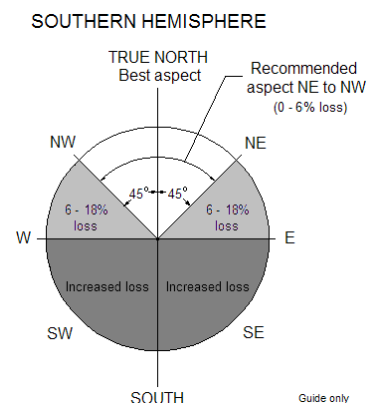 SOUTHERN HEMISPHERE
TRUE NORTH
Best aspect
Recommended
aspect NE to NW
(0 - 6% loss)
NW
NE
45° 45°
6 - 18%
loss
6 - 18%
loss
W
E
Increased loss
Increased loss
SW
SE
SOUTH
Guide only